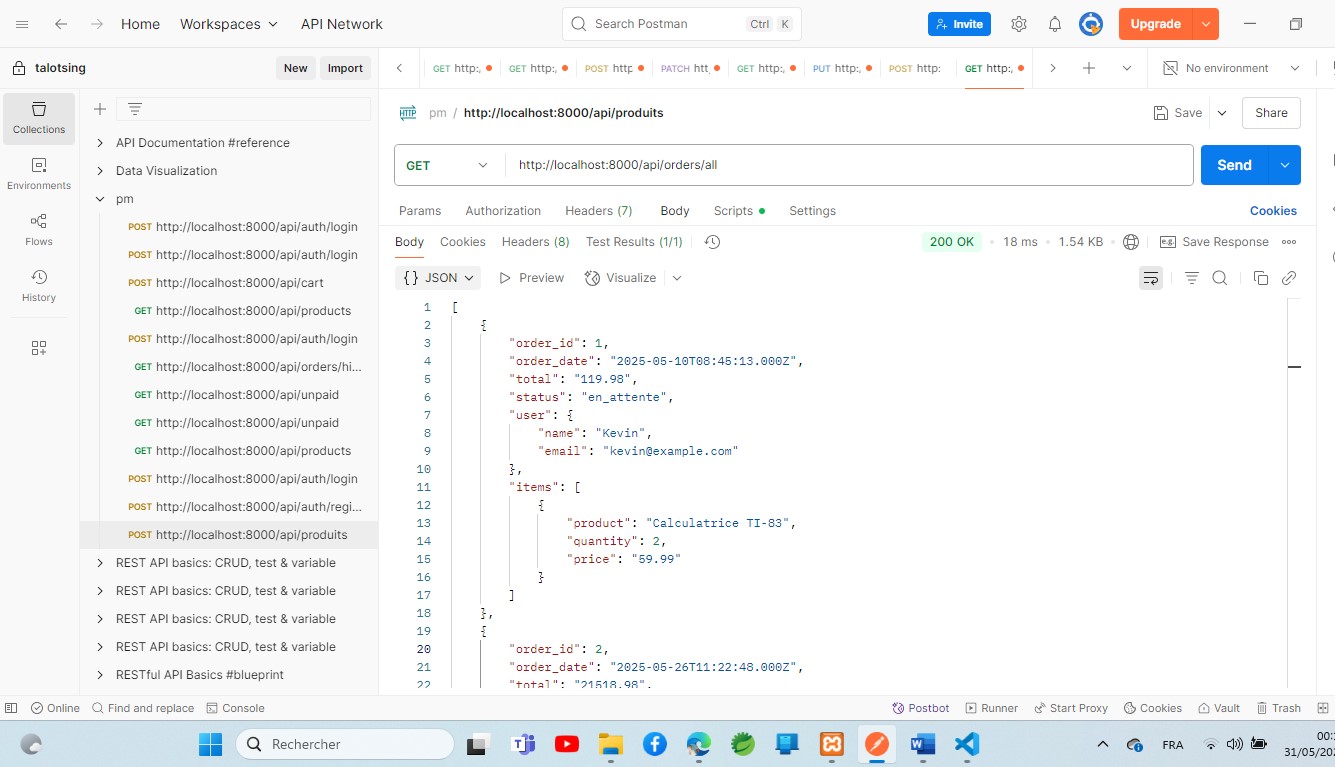 Home Workspaces API Network Search Postman Ctrl K Invite Upgrade
talotsing New Import GET http:, GET http:, POST http PATCH htt, GET http:, PUT http:, POST http: GET http:, No environment
Collections
Environments
Flows
History
API Documentation #reference
Data Visualization
pm
POST http://localhost:8000/api/auth/login
POST http://localhost:8000/api/auth/login
POST http://localhost:8000/api/cart
GET http://localhost:8000/api/products
POST http://localhost:8000/api/auth/login
GET http://localhost:8000/api/orders/hi...
GET http://localhost:8000/api/unpaid
GET http://localhost:8000/api/unpaid
GET http://localhost:8000/api/products
POST http://localhost:8000/api/auth/login
POST http://localhost:8000/api/auth/regi...
POST http://localhost:8000/api/produits
REST API basics: CRUD, test & variable
REST API basics: CRUD, test & variable
REST API basics: CRUD, test & variable
REST API basics: CRUD, test & variable
RESTful API Basics #blueprint
HTTP pm / http://localhost:8000/api/produits Save Share
GET http://localhost:8000/api/orders/all Send
Params Authorization Headers (7) Body Scripts Settings Cookies
Body Cookies Headers (8) Test Results (1/1) 200 OK 18 ms 1.54 KB e.g. Save Response
{} JSON Preview Visualize
1 [
2 {
3 "order_id": 1,
4 "order_date": "2025-05-10T08:45:13.000Z",
5 "total": "119.98",
6 "status": "en_attente",
7 "user": {
8 "name": "Kevin",
9 "email": "kevin@example.com"
10 },
11 "items": [
12 {
13 "product": "Calculatrice TI-83",
14 "quantity": 2,
15 "price": "59.99"
16 }
17 ]
18 },
19 {
20 "order_id": 2,
21 "order_date": "2025-05-26T11:22:48.000Z",
22 "total": "21518.98",
Online Find and replace Console Postbot Runner Start Proxy Cookies Vault Trash
Rechercher FRA